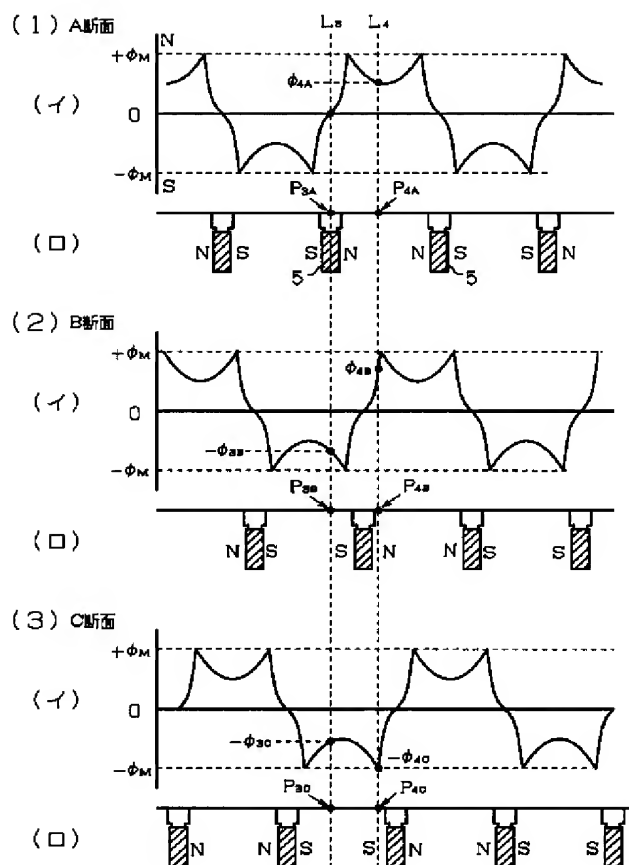 (1) A断面
L₃ L₄
N
+φM
φ4A
(イ)
0
-φM
S
P3A P4A
(ロ)
N S S N N S S N
5 5
(2) B断面
+φM
φ4B
(イ)
0
-φ3B
-φM
P3B P4B
(ロ)
N S S N N S S
(3) C断面
+φM
(イ)
0
-φ3C
-φ4C
-φM
P3C P4C
(ロ)
N N S S N N S S